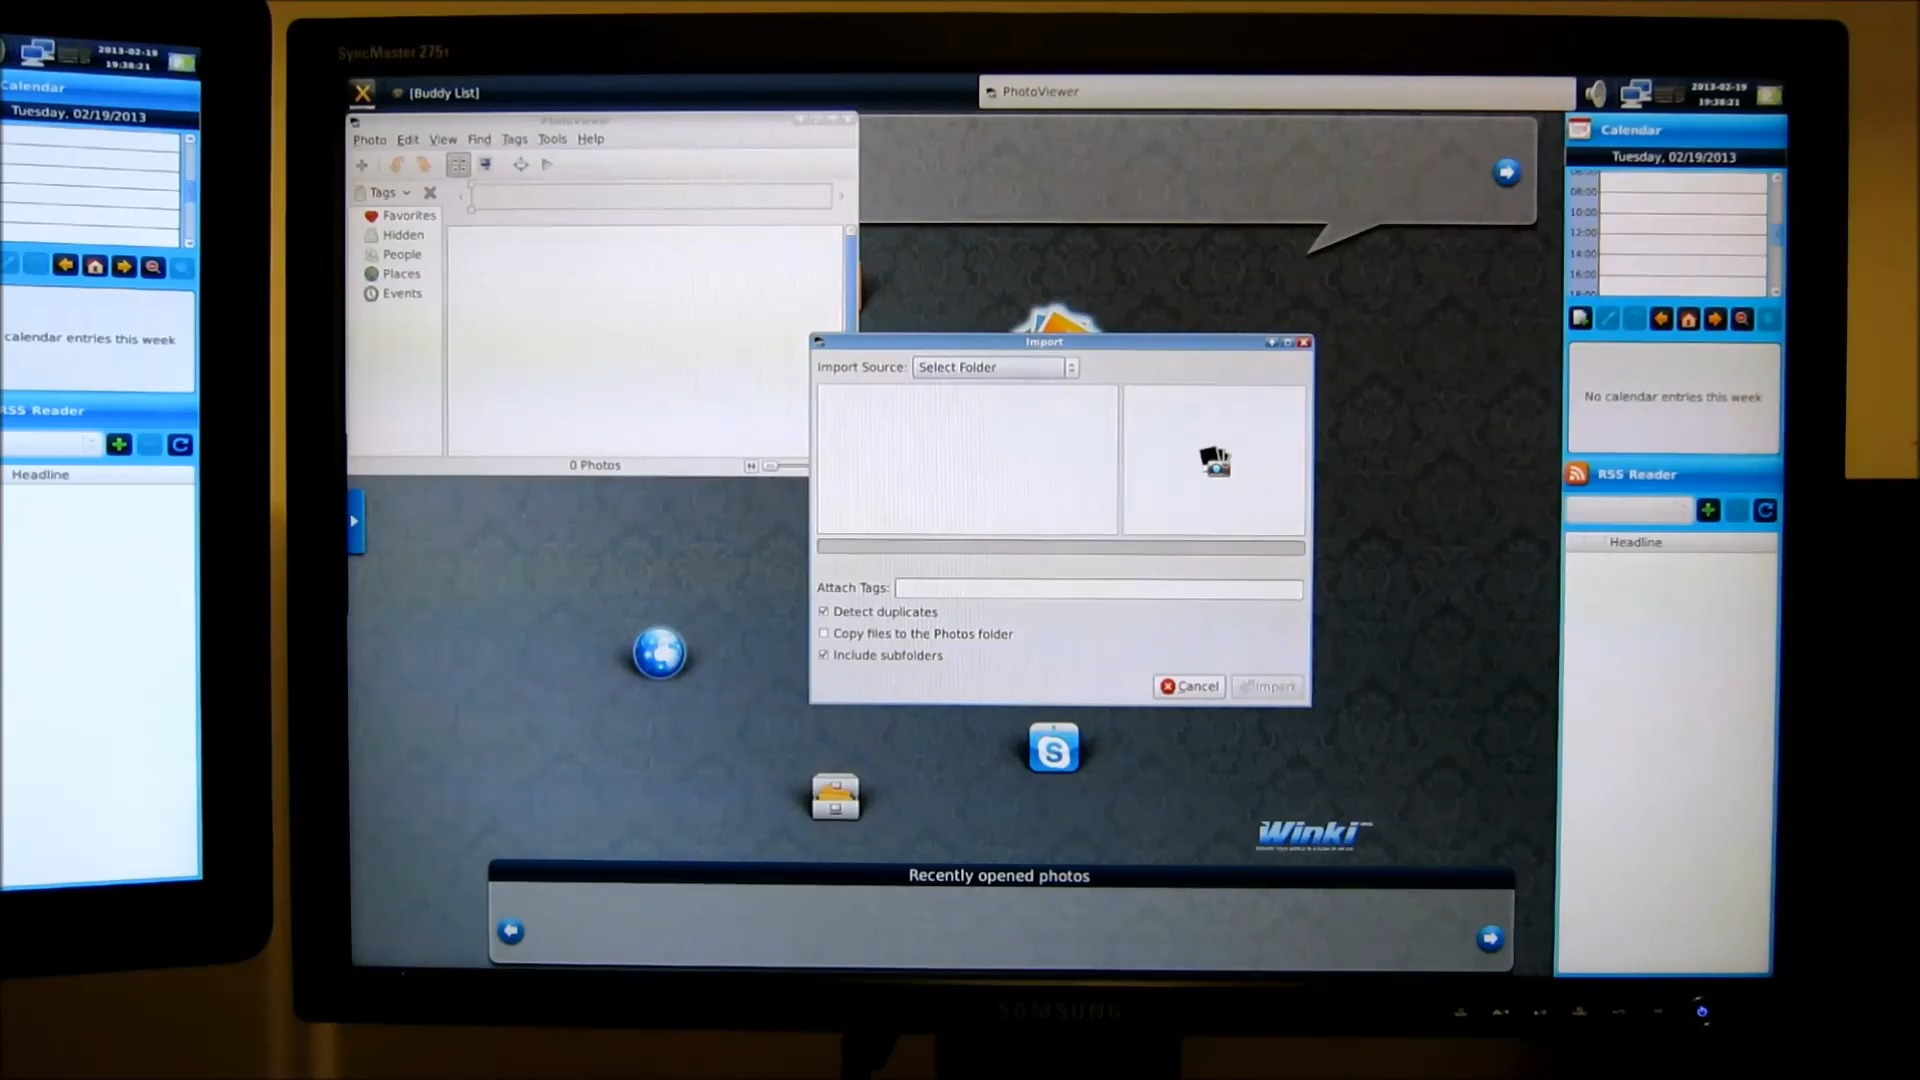 2013-02-19
19:38:21
Calendar
Tuesday, 02/19/2013
calendar entries this week
RSS Reader
Headline
SyncMaster 275T
[Buddy List]
PhotoViewer
2013-02-19
19:38:21
PhotoViewer
Photo Edit View Find Tags Tools Help
Tags
Favorites
Hidden
People
Places
Events
0 Photos
Import
Import Source: Select Folder
Attach Tags:
Detect duplicates
Copy files to the Photos folder
Include subfolders
Cancel Import
S
Winki
Recently opened photos
Calendar
Tuesday, 02/19/2013
08:00
10:00
12:00
14:00
16:00
18:00
No calendar entries this week
RSS Reader
Headline
SAMSUNG